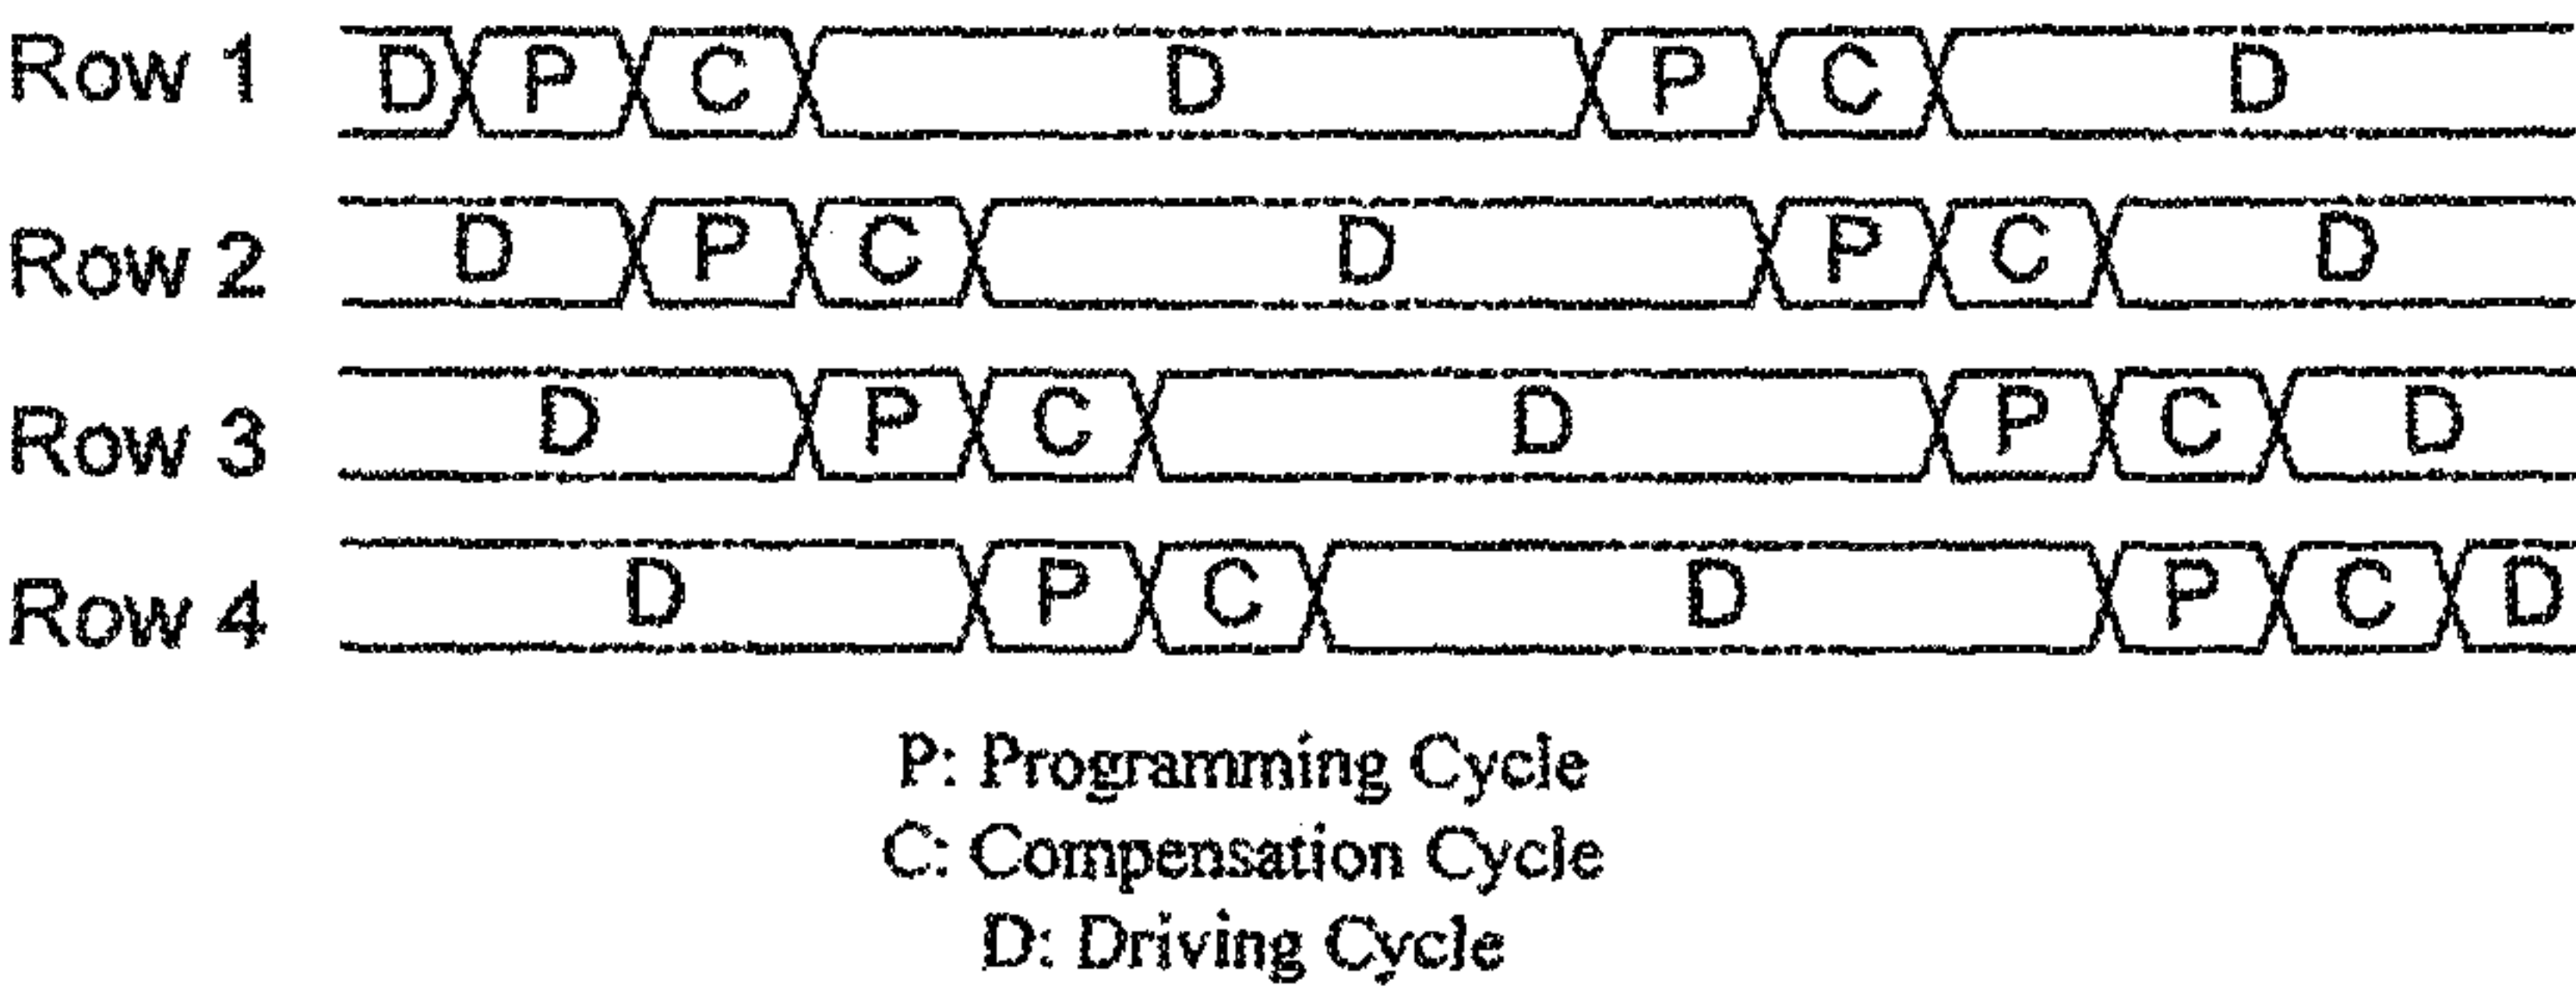 Row 1 D P C D P C D
Row 2 D P C D P C D
Row 3 D P C D P C D
Row 4 D P C D P C D
P: Programming Cycle
C: Compensation Cycle
D: Driving Cycle